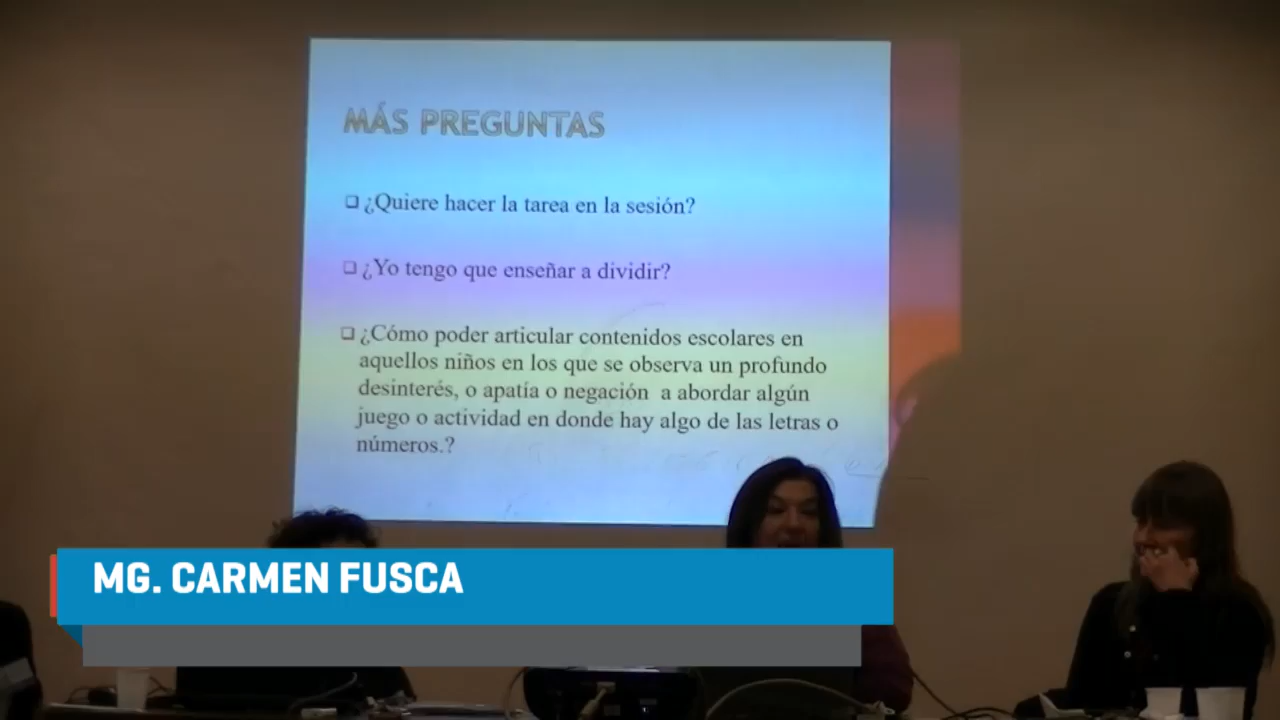 MÁS PREGUNTAS
¿Quiere hacer la tarea en la sesión?
¿Yo tengo que enseñar a dividir?
¿Cómo poder articular contenidos escolares en
aquellos niños en los que se observa un profundo
desinterés, o apatía o negación a abordar algún
juego o actividad en donde hay algo de las letras o
números.?
MG. CARMEN FUSCA